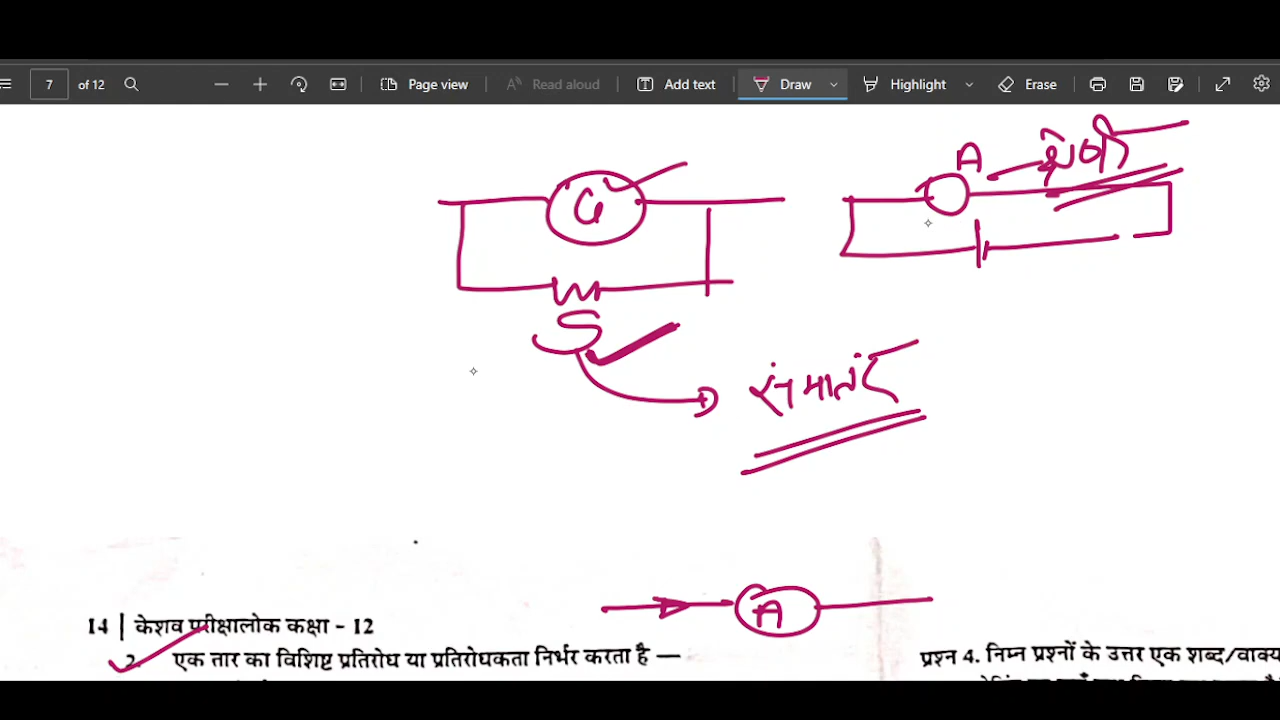 7 of 12 Page view Read aloud Add text Draw Highlight Erase
A श्रेणी
G
S
समांतर
A
14 | केशव परीक्षालोक कक्षा - 12
2. एक तार का विशिष्ट प्रतिरोध या प्रतिरोधकता निर्भर करता है —
प्रश्न 4. निम्न प्रश्नों के उत्तर एक शब्द/वाक्य